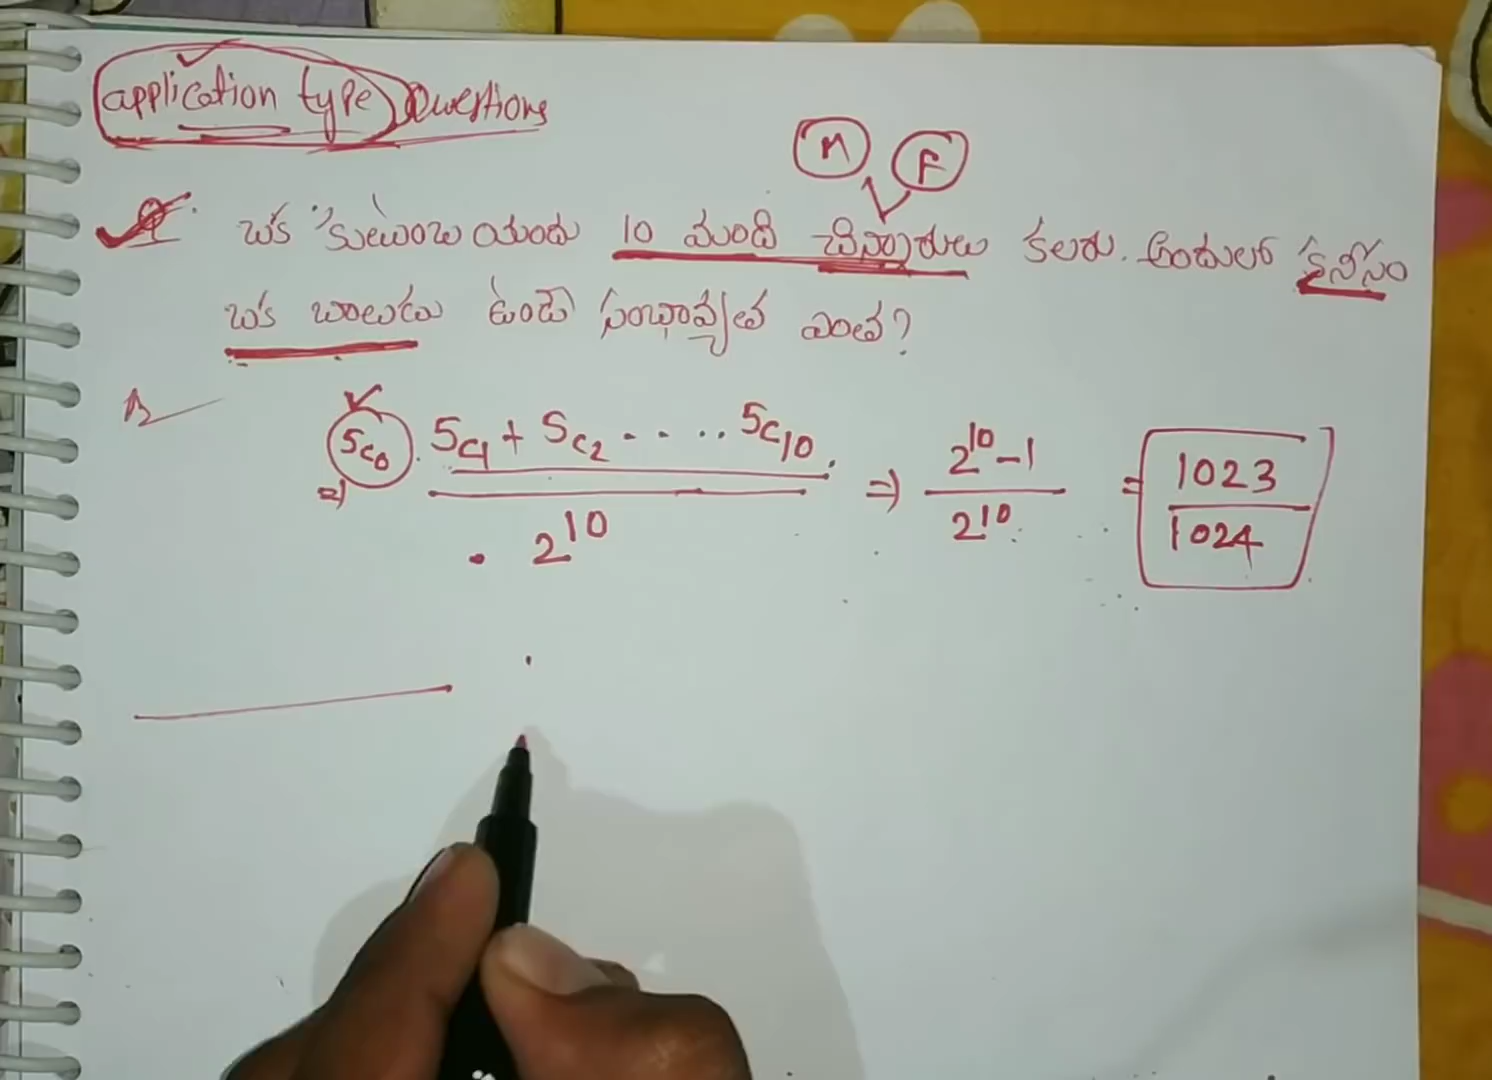 application type Questions
M F
Q. ఒక కుటుంబం యందు 10 మంది చిన్నారులు కలరు. అందులో కనీసం
ఒక బాలుడు ఉండే సంభావ్యత ఎంత?
5c0 5c1 + 5c2 - - - .. 5c10 / 2^10 => 2^10 - 1 / 2^10 = 1023 / 1024